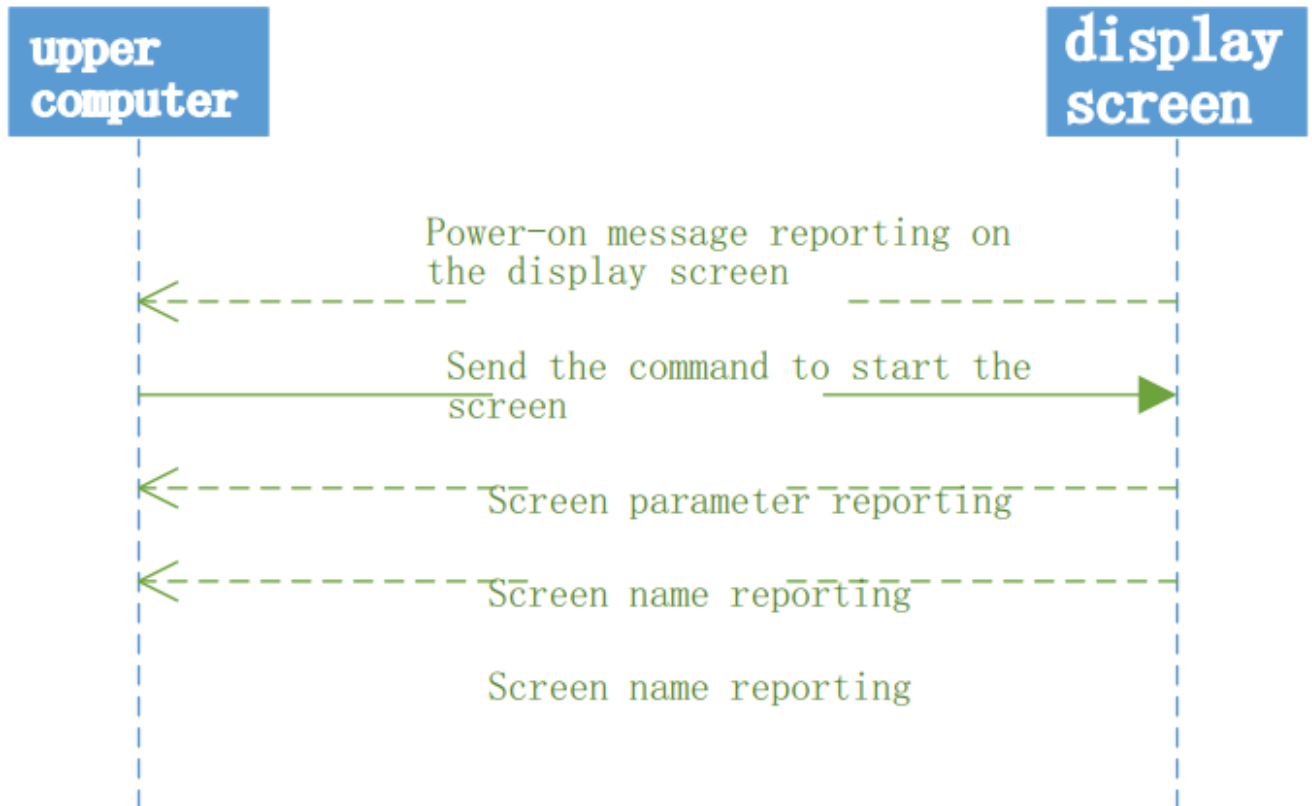 upper
computer
display
screen
Power-on message reporting on
the display screen
Send the command to start the
screen
Screen parameter reporting
Screen name reporting
Screen name reporting